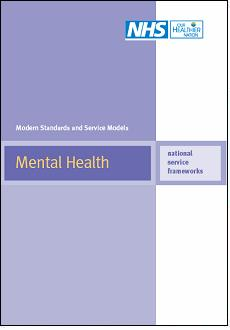 NHS
OUR
HEALTHIER
NATION
Modern Standards and Service Models
Mental Health
national
service
frameworks